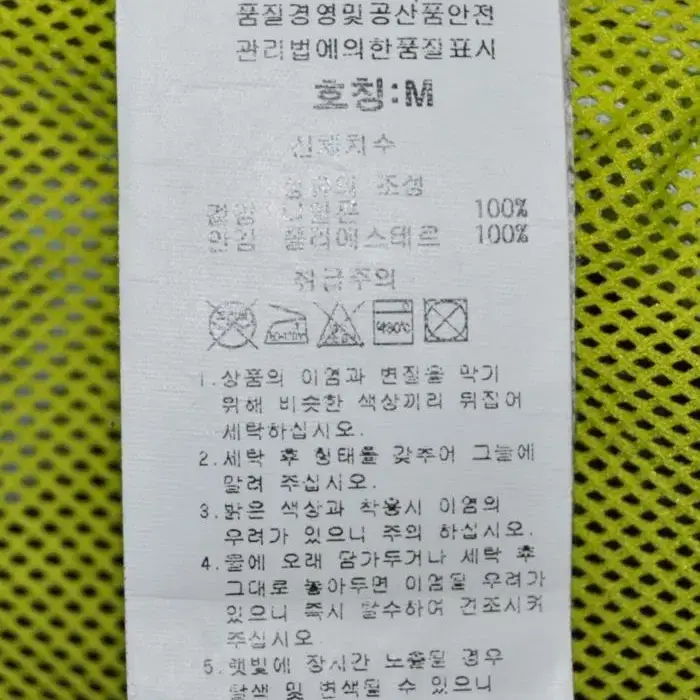 품질경영및공산품안전
관리법에의한품질표시
호칭:M
신체치수
조성
겉감 나일론 100%
안감 폴리에스테르 100%
취급주의
1.상품의 이염과 변질을 막기
위해 비슷한 색상끼리 뒤집어
세탁하십시오.
2.세탁 후 형태를 갖추어 그늘에
말려 주십시오.
3.밝은 색상과 착용시 이염의
우려가 있으니 주의 하십시오.
4.물에 오래 담가두거나 세탁 후
그대로 놓아두면 이염될 우려가
있으니 즉시 탈수하여 건조시켜
주십시오
5.햇빛에 장시간 노출될 경우
탈색 및 변색될 수 있으니